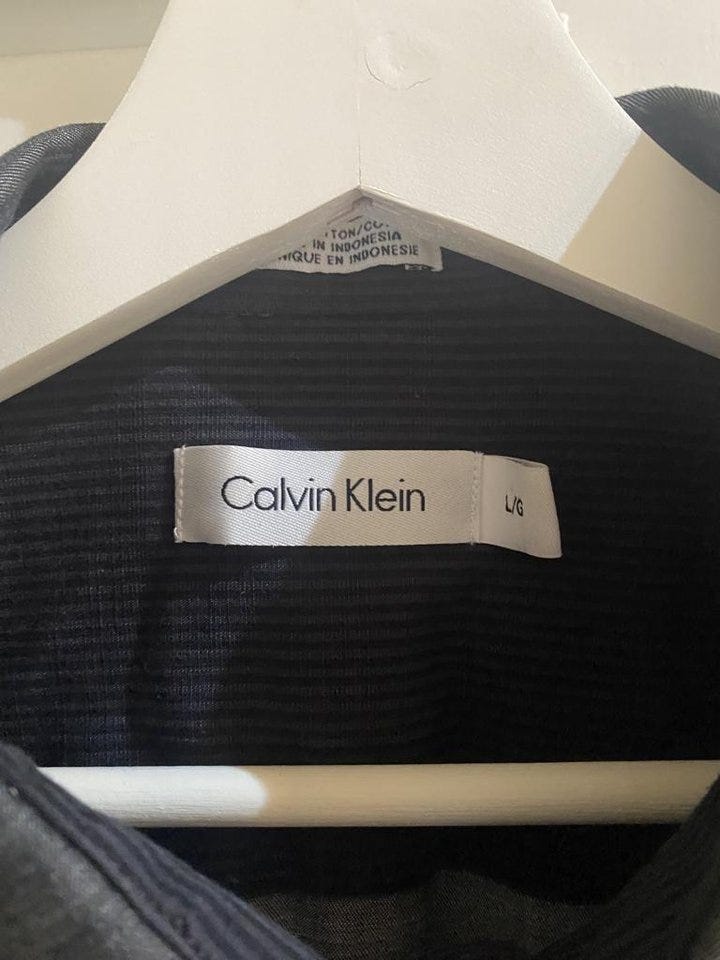 IN INDONESIA
EN INDONESIE
Calvin Klein
L/G